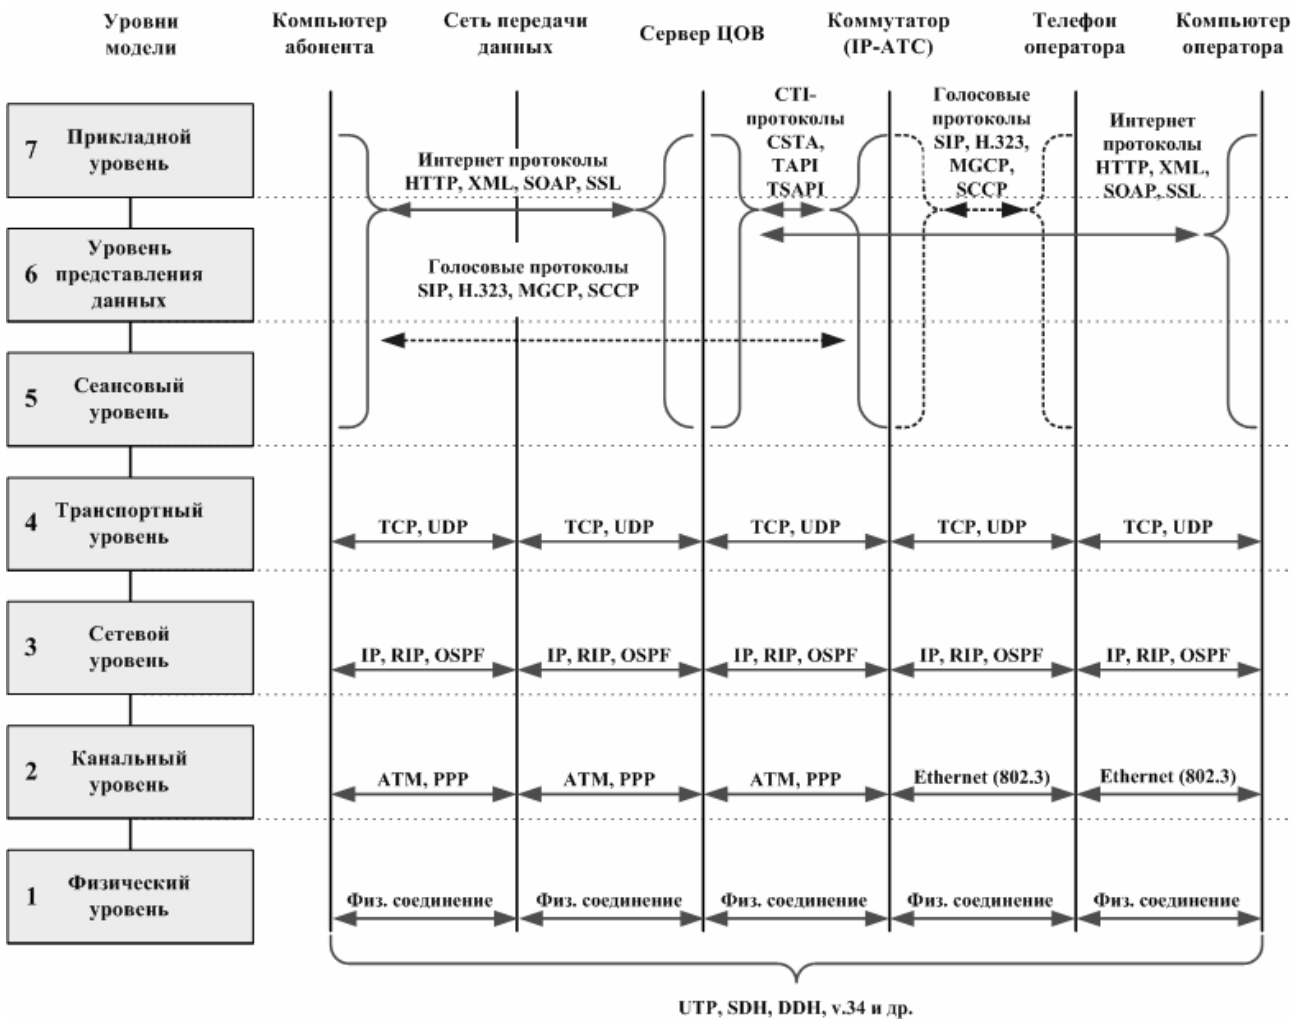 Уровни
модели
Компьютер
абонента
Сеть передачи
данных
Сервер ЦОВ
Коммутатор
(IP-АТС)
Телефон
оператора
Компьютер
оператора
7
Прикладной
уровень
Интернет протоколы
HTTP, XML, SOAP, SSL
CTI-
протоколы
CSTA,
TAPI
TSAPI
Голосовые
протоколы
SIP, H.323,
MGCP,
SCCP
Интернет
протоколы
HTTP, XML,
SOAP, SSL
6
Уровень
представления
данных
Голосовые протоколы
SIP, H.323, MGCP, SCCP
5
Сеансовый
уровень
4
Транспортный
уровень
TCP, UDP
TCP, UDP
TCP, UDP
TCP, UDP
TCP, UDP
3
Сетевой
уровень
IP, RIP, OSPF
IP, RIP, OSPF
IP, RIP, OSPF
IP, RIP, OSPF
IP, RIP, OSPF
2
Канальный
уровень
ATM, PPP
ATM, PPP
ATM, PPP
Ethernet (802.3)
Ethernet (802.3)
1
Физический
уровень
Физ. соединение
Физ. соединение
Физ. соединение
Физ. соединение
Физ. соединение
UTP, SDH, DDH, v.34 и др.